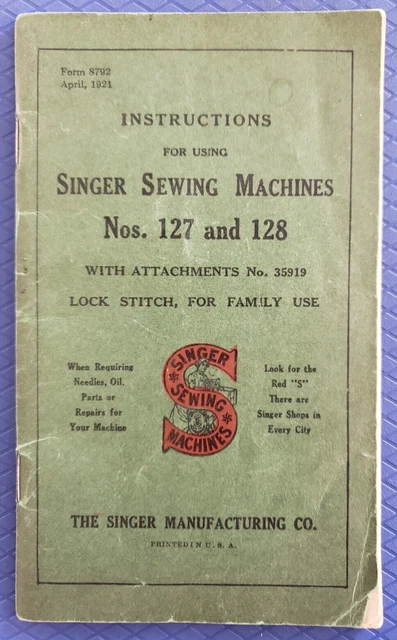 Form 8792
April, 1921
INSTRUCTIONS
FOR USING
SINGER SEWING MACHINES
Nos. 127 and 128
WITH ATTACHMENTS No. 35919
LOCK STITCH, FOR FAMILY USE
When Requiring
Needles, Oil,
Parts or
Repairs for
Your Machine
SINGER
SEWING
MACHINES
Look for the
Red "S"
There are
Singer Shops in
Every City
THE SINGER MANUFACTURING CO.
PRINTED IN U. S. A.